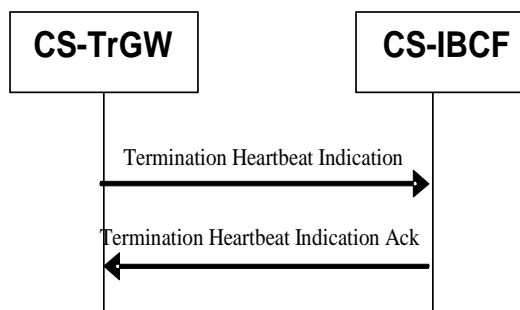 CS-TrGW
CS-IBCF
Termination Heartbeat Indication
Termination Heartbeat Indication Ack